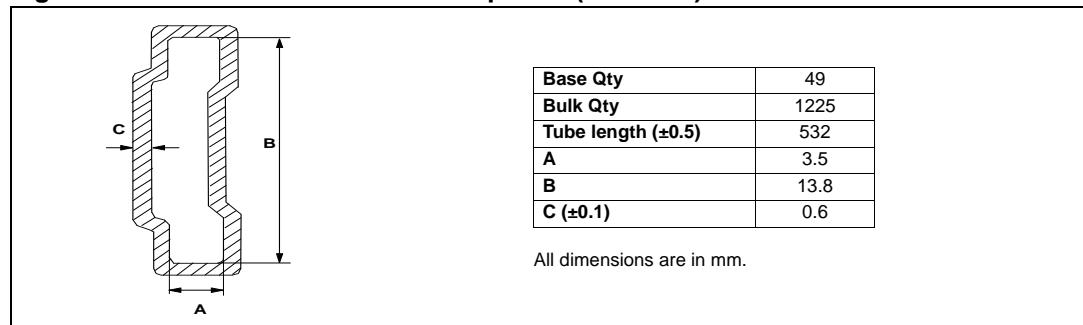 C
B
A
Base Qty 49
Bulk Qty 1225
Tube length (±0.5) 532
A 3.5
B 13.8
C (±0.1) 0.6
All dimensions are in mm.